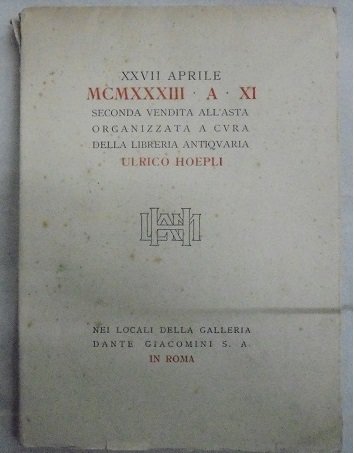 XXVII APRILE
MCMXXXIII · A · XI
SECONDA VENDITA ALL'ASTA
ORGANIZZATA A CVRA
DELLA LIBRERIA ANTIQVARIA
ULRICO HOEPLI
NEI LOCALI DELLA GALLERIA
DANTE GIACOMINI S. A.
IN ROMA